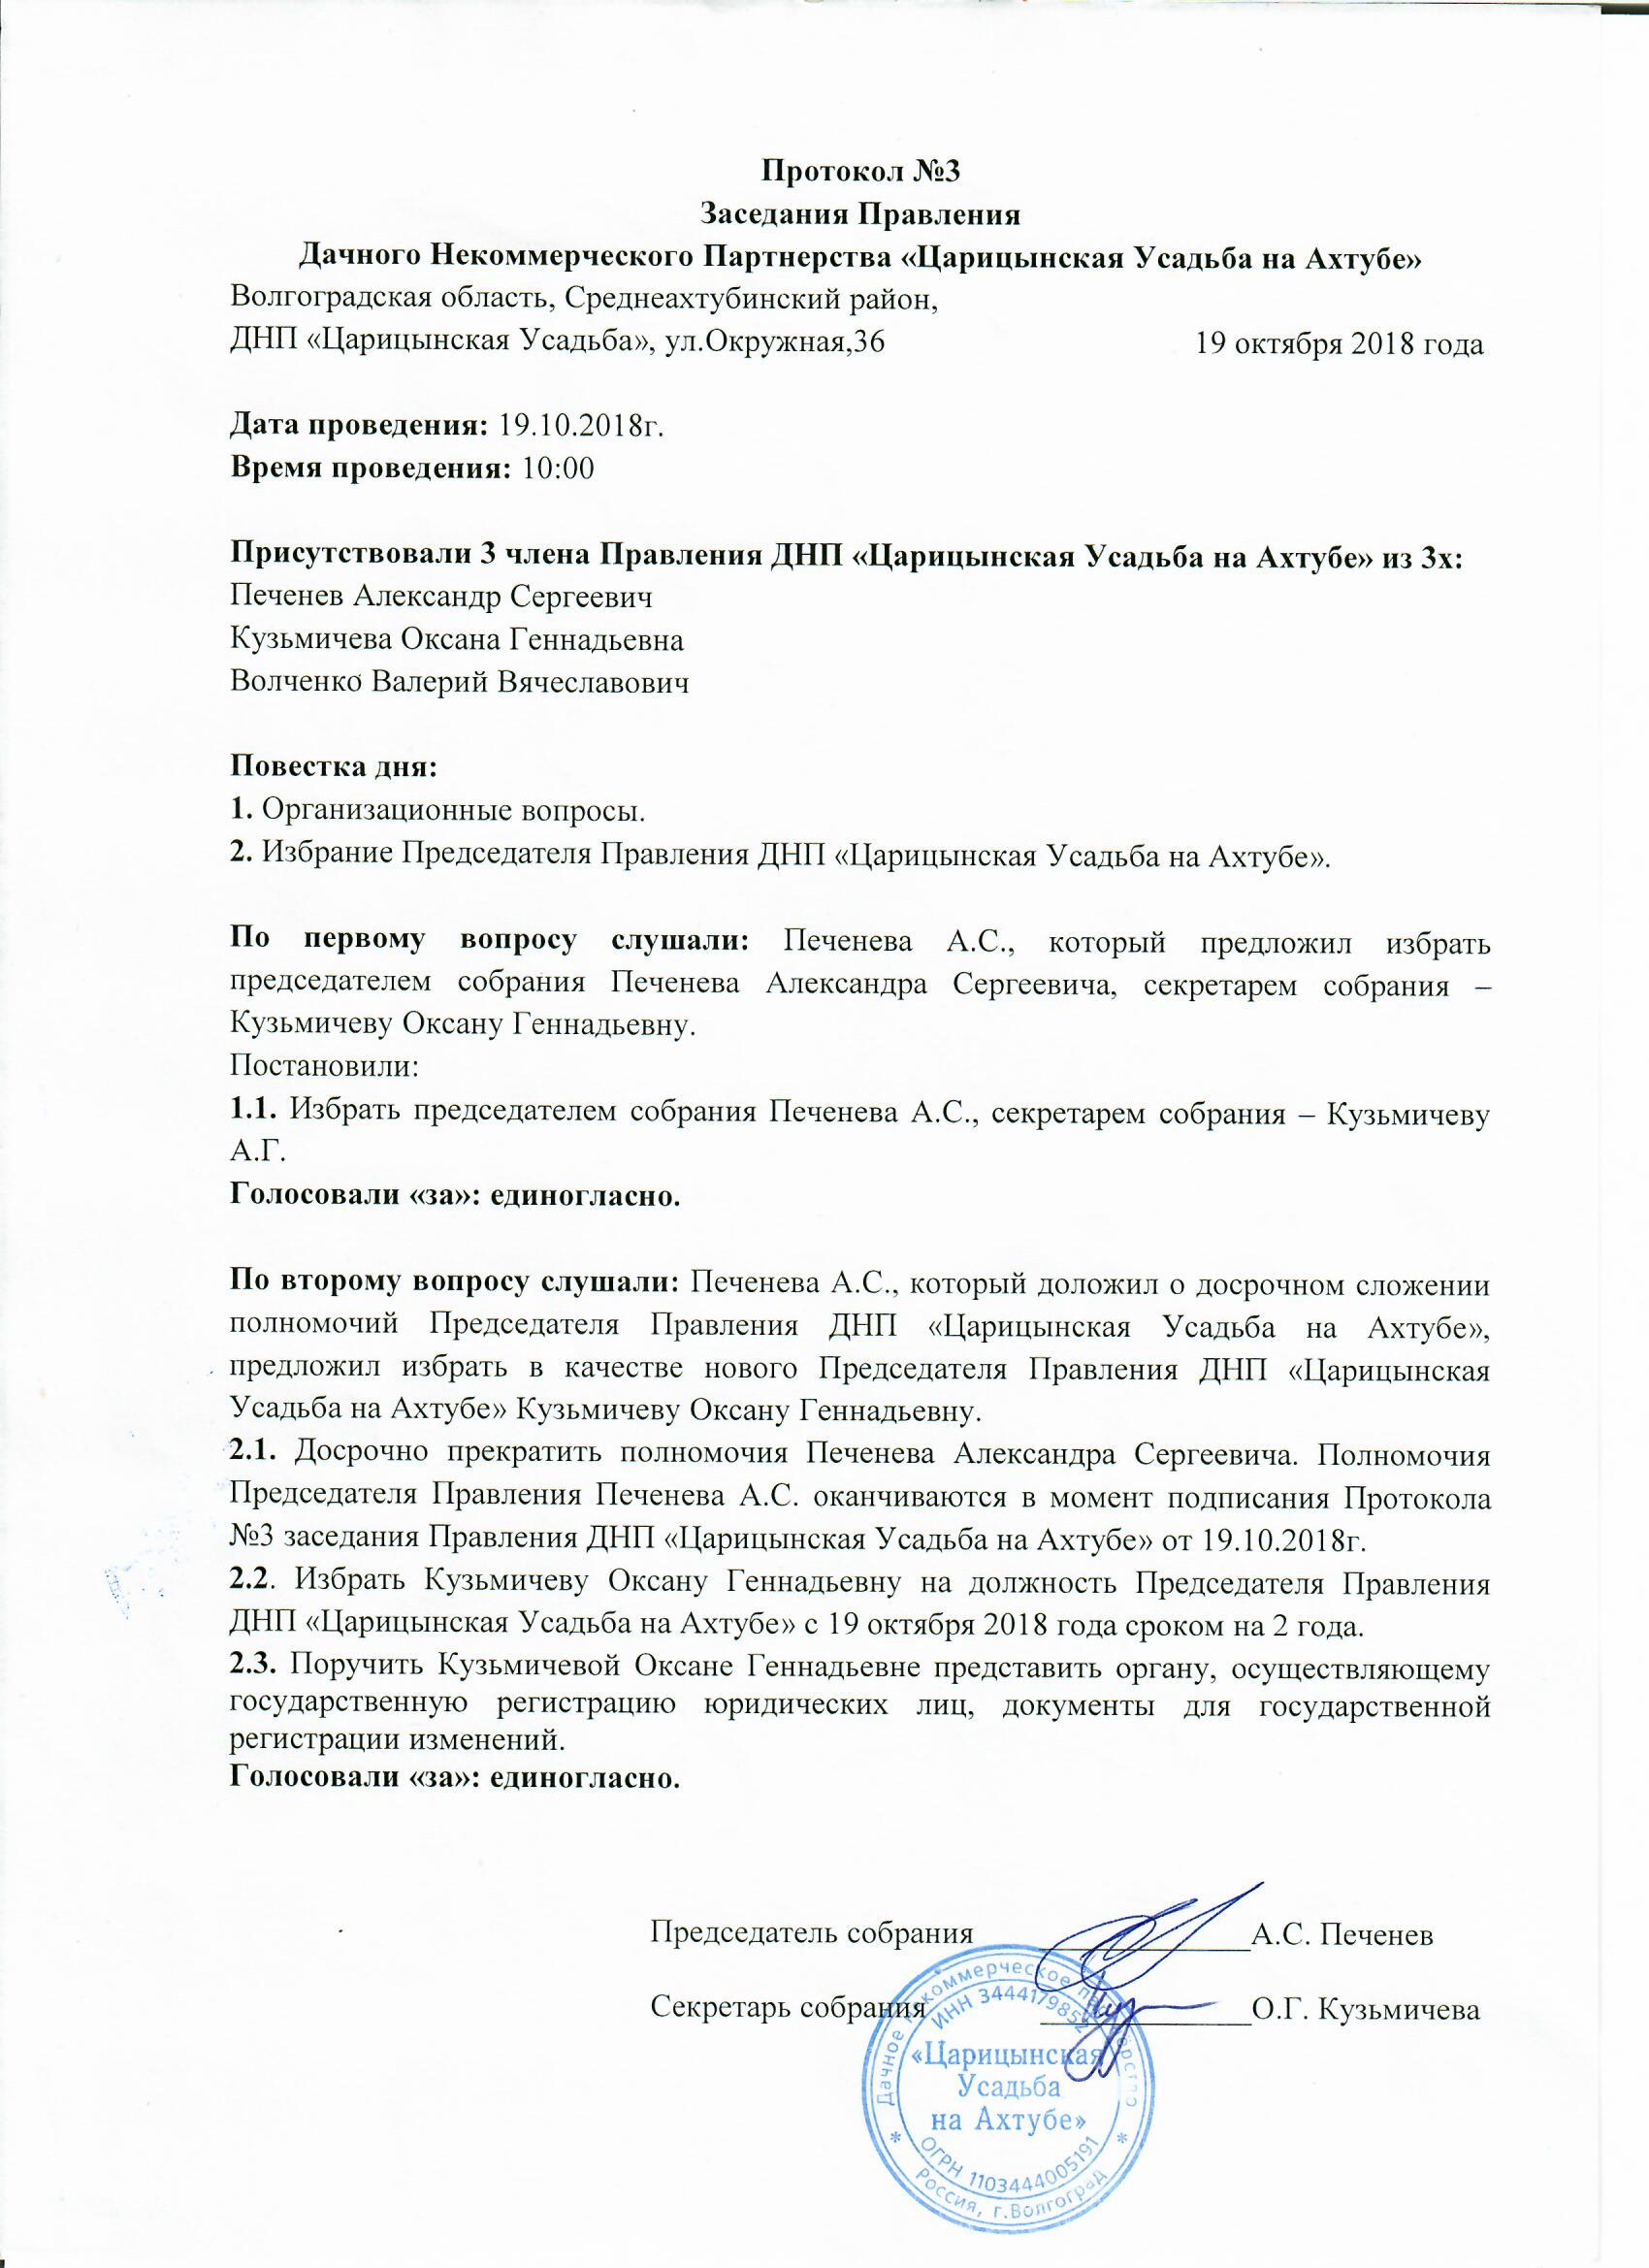 Протокол №3
Заседания Правления
Дачного Некоммерческого Партнерства «Царицынская Усадьба на Ахтубе»
Волгоградская область, Среднеахтубинский район,
ДНП «Царицынская Усадьба», ул.Окружная,36 19 октября 2018 года
Дата проведения: 19.10.2018г.
Время проведения: 10:00
Присутствовали 3 члена Правления ДНП «Царицынская Усадьба на Ахтубе» из 3х:
Печенев Александр Сергеевич
Кузьмичева Оксана Геннадьевна
Волченко Валерий Вячеславович
Повестка дня:
1. Организационные вопросы.
2. Избрание Председателя Правления ДНП «Царицынская Усадьба на Ахтубе».
По первому вопросу слушали: Печенева А.С., который предложил избрать
председателем собрания Печенева Александра Сергеевича, секретарем собрания –
Кузьмичеву Оксану Геннадьевну.
Постановили:
1.1. Избрать председателем собрания Печенева А.С., секретарем собрания – Кузьмичеву
А.Г.
Голосовали «за»: единогласно.
По второму вопросу слушали: Печенева А.С., который доложил о досрочном сложении
полномочий Председателя Правления ДНП «Царицынская Усадьба на Ахтубе»,
предложил избрать в качестве нового Председателя Правления ДНП «Царицынская
Усадьба на Ахтубе» Кузьмичеву Оксану Геннадьевну.
2.1. Досрочно прекратить полномочия Печенева Александра Сергеевича. Полномочия
Председателя Правления Печенева А.С. оканчиваются в момент подписания Протокола
№3 заседания Правления ДНП «Царицынская Усадьба на Ахтубе» от 19.10.2018г.
2.2. Избрать Кузьмичеву Оксану Геннадьевну на должность Председателя Правления
ДНП «Царицынская Усадьба на Ахтубе» с 19 октября 2018 года сроком на 2 года.
2.3. Поручить Кузьмичевой Оксане Геннадьевне представить органу, осуществляющему
государственную регистрацию юридических лиц, документы для государственной
регистрации изменений.
Голосовали «за»: единогласно.
Председатель собрания _____________А.С. Печенев
Секретарь собрания _____________О.Г. Кузьмичева
Дачное некоммерческое партнёрство
ИНН 3444179852
«Царицынская
Усадьба
на Ахтубе»
ОГРН 1103444005191
* Россия, г.Волгоград *